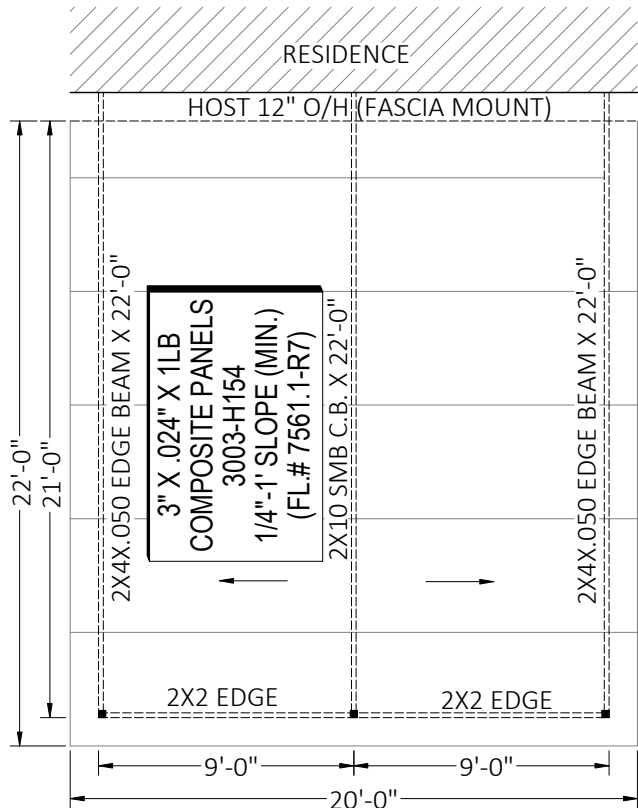 RESIDENCE
HOST 12" O/H (FASCIA MOUNT)
22'-0"
21'-0"
2X4X.050 EDGE BEAM X 22'-0"
3" X .024" X 1LB
COMPOSITE PANELS
3003-H154
1/4"-1' SLOPE (MIN.)
(FL.# 7561.1-R7)
2X10 SMB C.B. X 22'-0"
2X4X.050 EDGE BEAM X 22'-0"
2X2 EDGE
2X2 EDGE
9'-0"
9'-0"
20'-0"